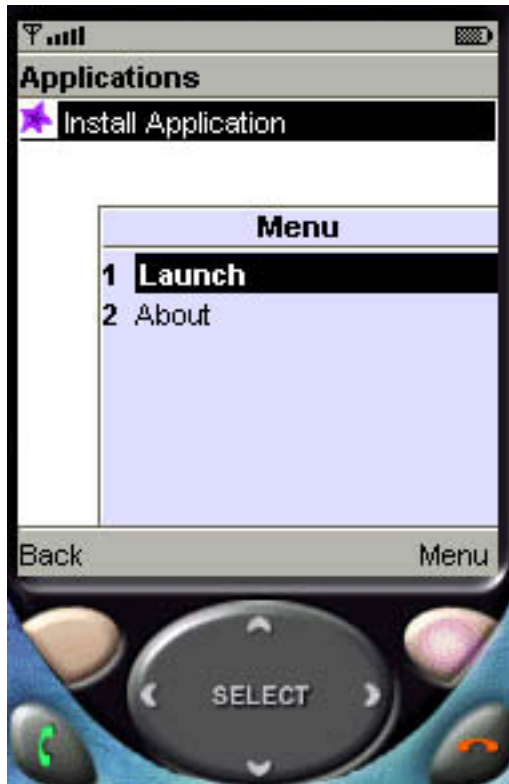 Applications
Install Application
Menu
1 Launch
2 About
Back Menu
SELECT